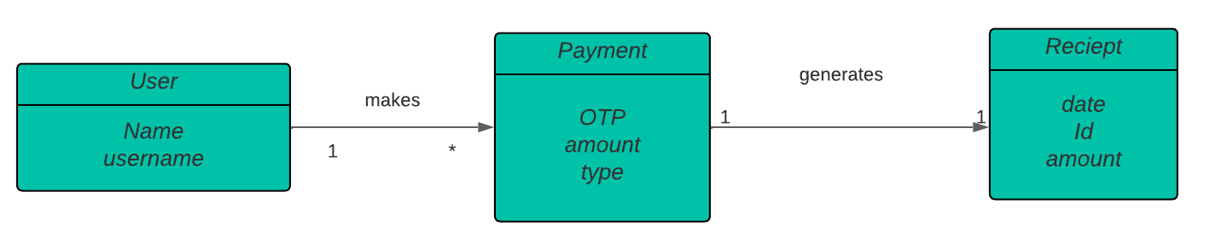 User
Name
username
makes
1
*
Payment
OTP
amount
type
generates
1
1
Reciept
date
Id
amount